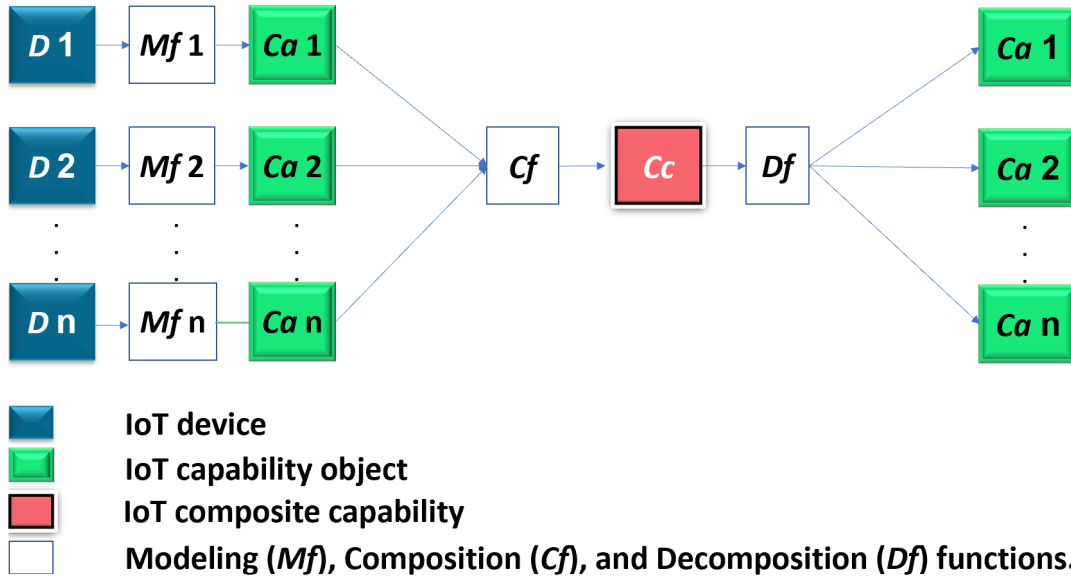 D 1 Mf 1 Ca 1 Ca 1
D 2 Mf 2 Ca 2 Cf Cc Df Ca 2
. . . .
. . . .
. . . .
D n Mf n Ca n Ca n
IoT device
IoT capability object
IoT composite capability
Modeling (Mf), Composition (Cf), and Decomposition (Df) functions.